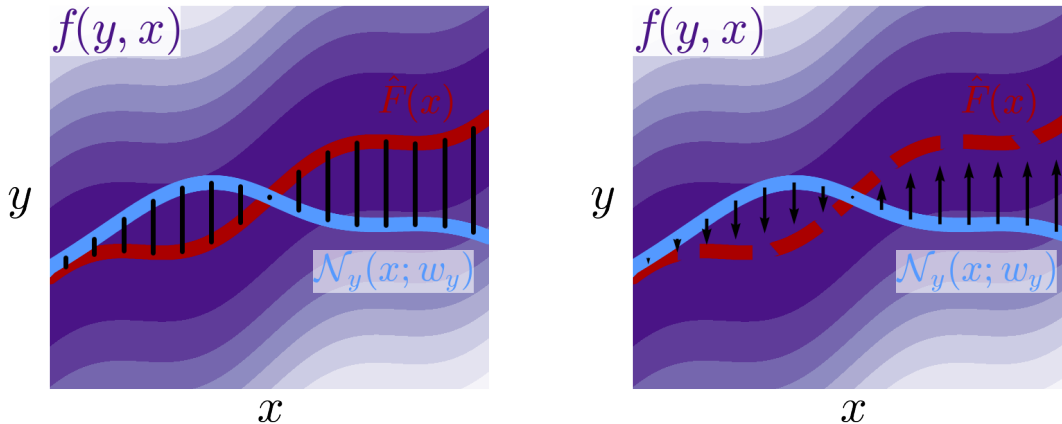 f(y, x)
F̂(x)
y
𝒩_y(x; w_y)
x
f(y, x)
F̂(x)
y
𝒩_y(x; w_y)
x